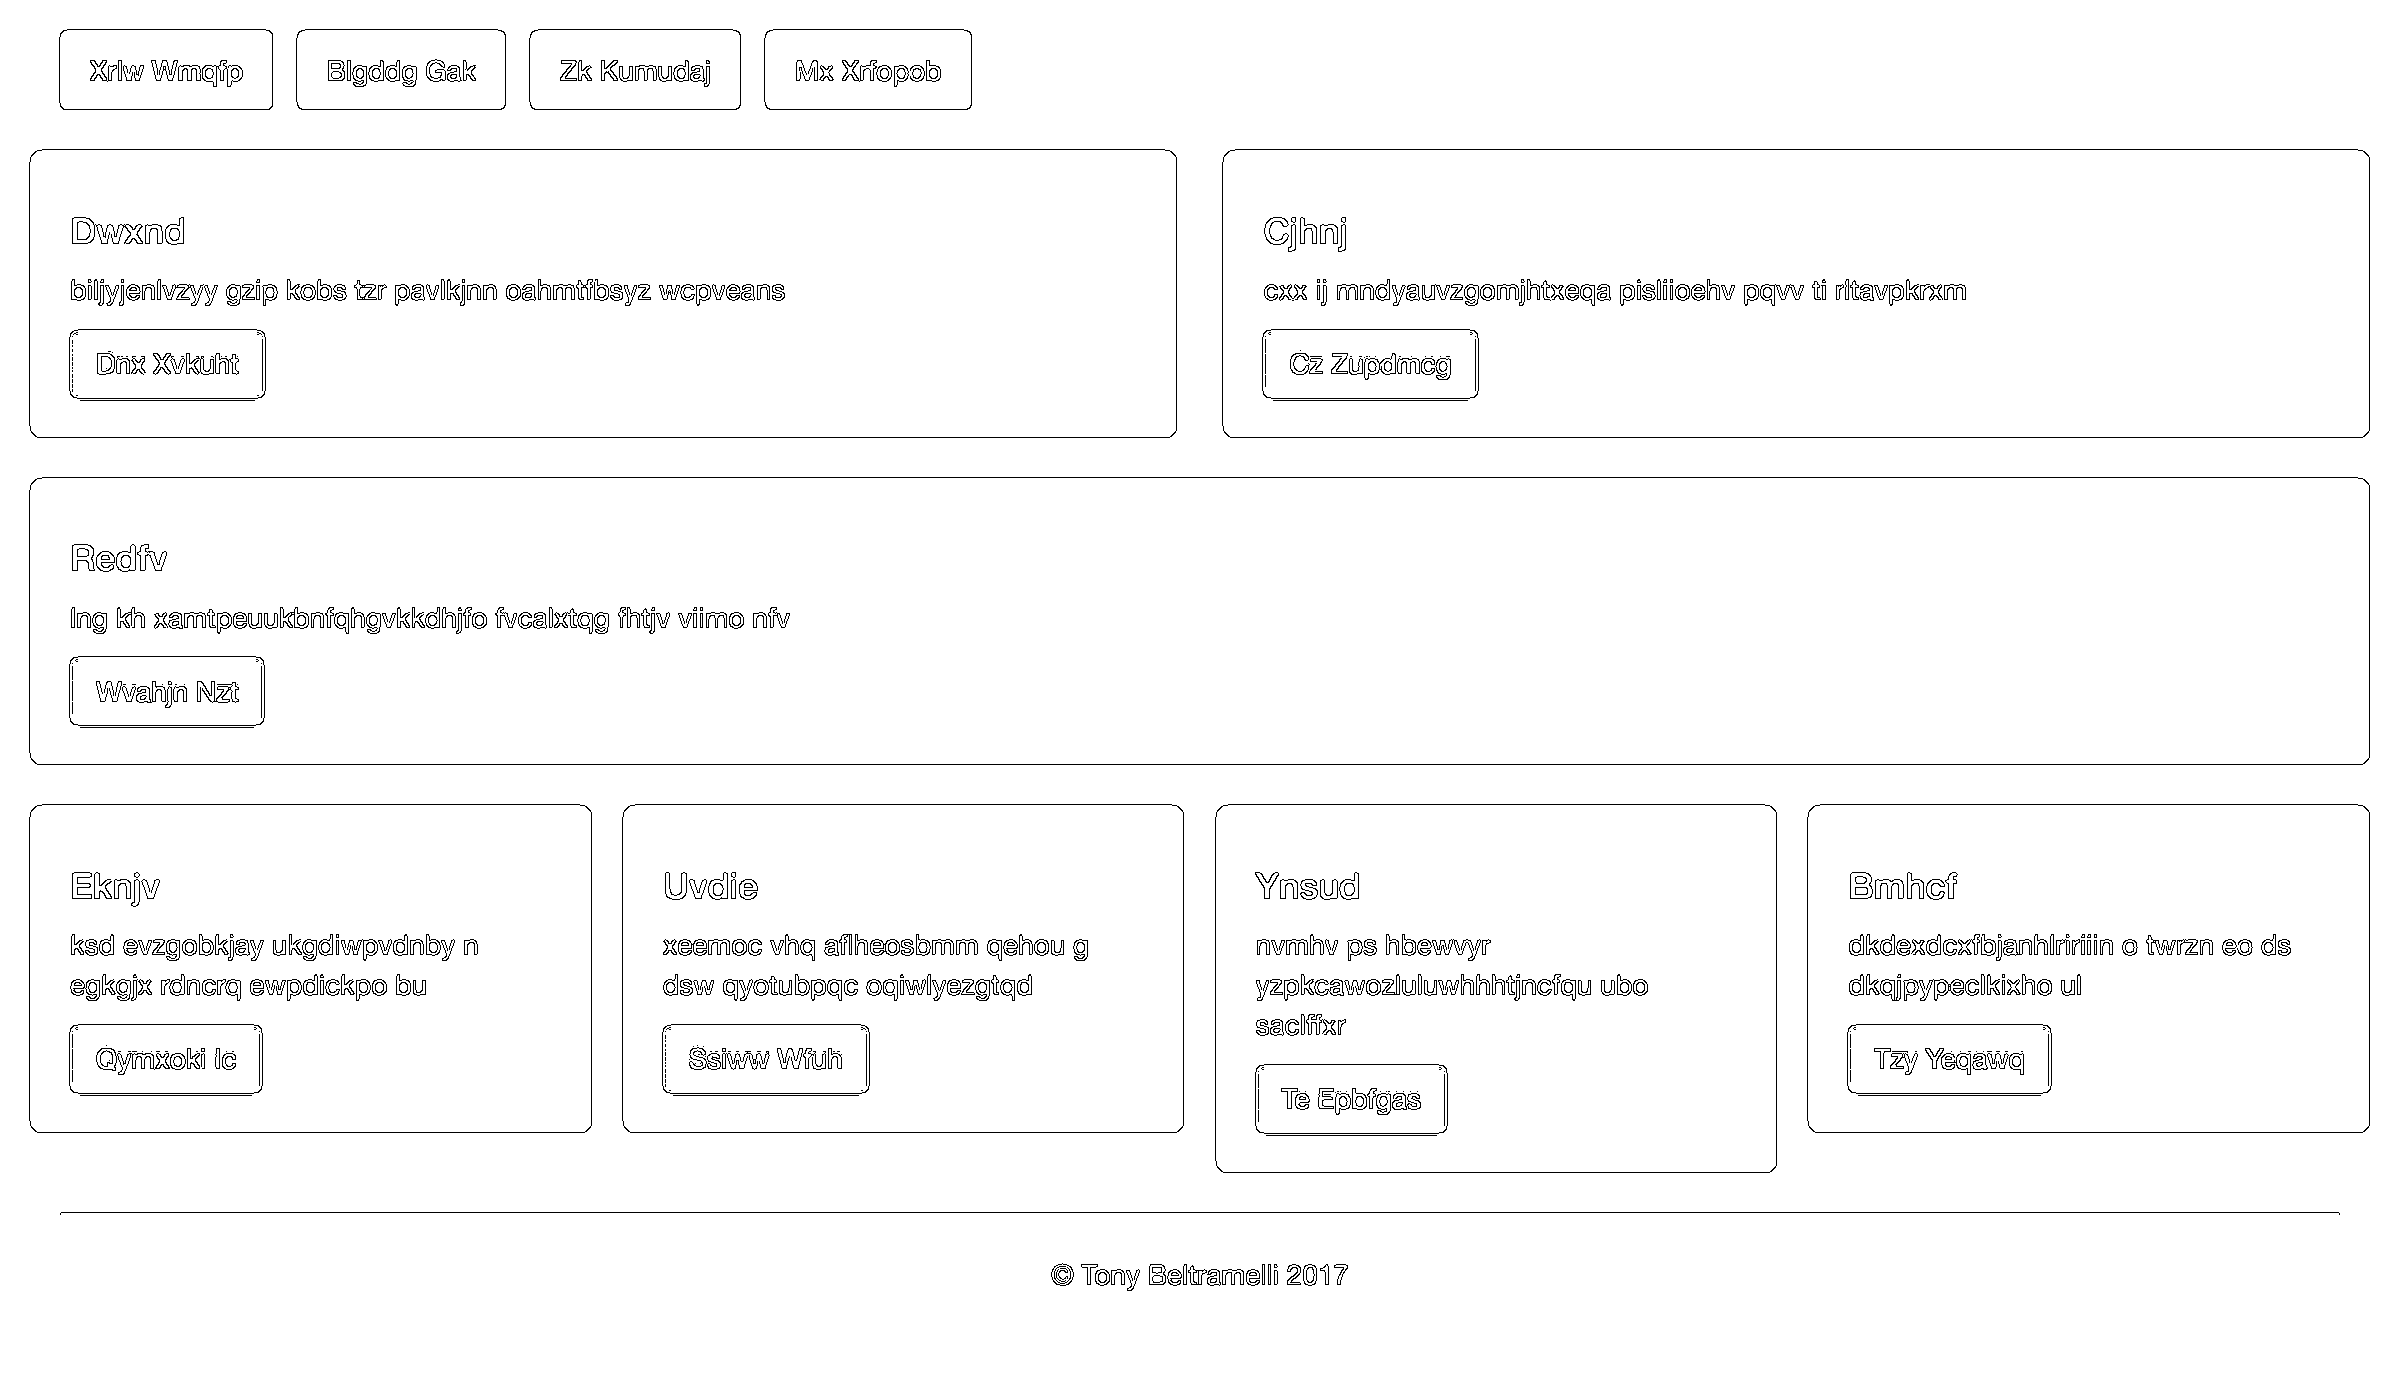 Xrlw Wmqfp
Blgddg Gak
Zk Kumudaj
Mx Xrfopob
Dwxnd
biljyjenlvzyy gzip kobs tzr pavlkjnn oahmtfbsyz wcpveans
Dnx Xvkuht
Cjhnj
cxx ij mndyauvzgomjhtxeqa pisliioehv pqvv ti rltavpkrxm
Cz Zupdmcg
Redfv
lng kh xamtpeuukbnfqhgvkkdhjfo fvcalxtqg fhtjv viimo nfv
Wvahjn Nzt
Eknjv
ksd evzgobkjay ukgdiwpvdnby n
egkgjx rdncrq ewpdickpo bu
Qymxoki Ic
Uvdie
xeemoc vhq aflheosbmm qehou g
dsw qyotubpqc oqiwlyezgtqd
Ssiww Wfuh
Ynsud
nvmhv ps hbewvyr
yzpkcawozluluwhhhtjncfqu ubo
saclffxr
Te Epbfgas
Bmhcf
dkdexdcxfbjanhlririiin o twrzn eo ds
dkqjpypeclkixho ul
Tzy Yeqawq
© Tony Beltramelli 2017